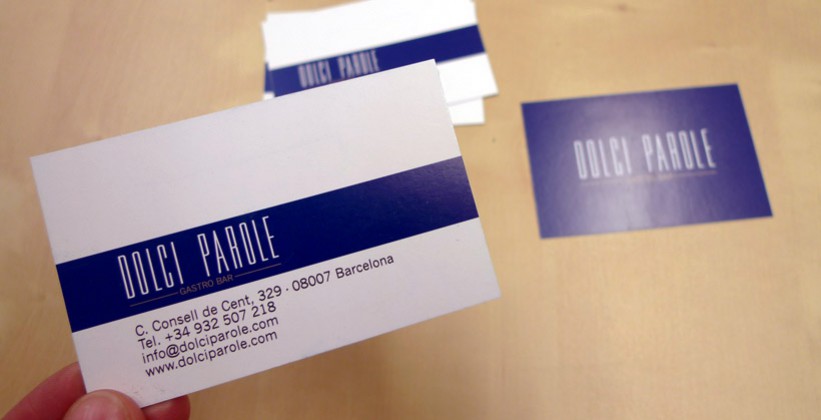 DOLCI PAROLE
DOLCI PAROLE
DOLCI PAROLE
GASTRO BAR
C. Consell de Cent, 329 · 08007 Barcelona
Tel. +34 932 507 218
info@dolciparole.com
www.dolciparole.com